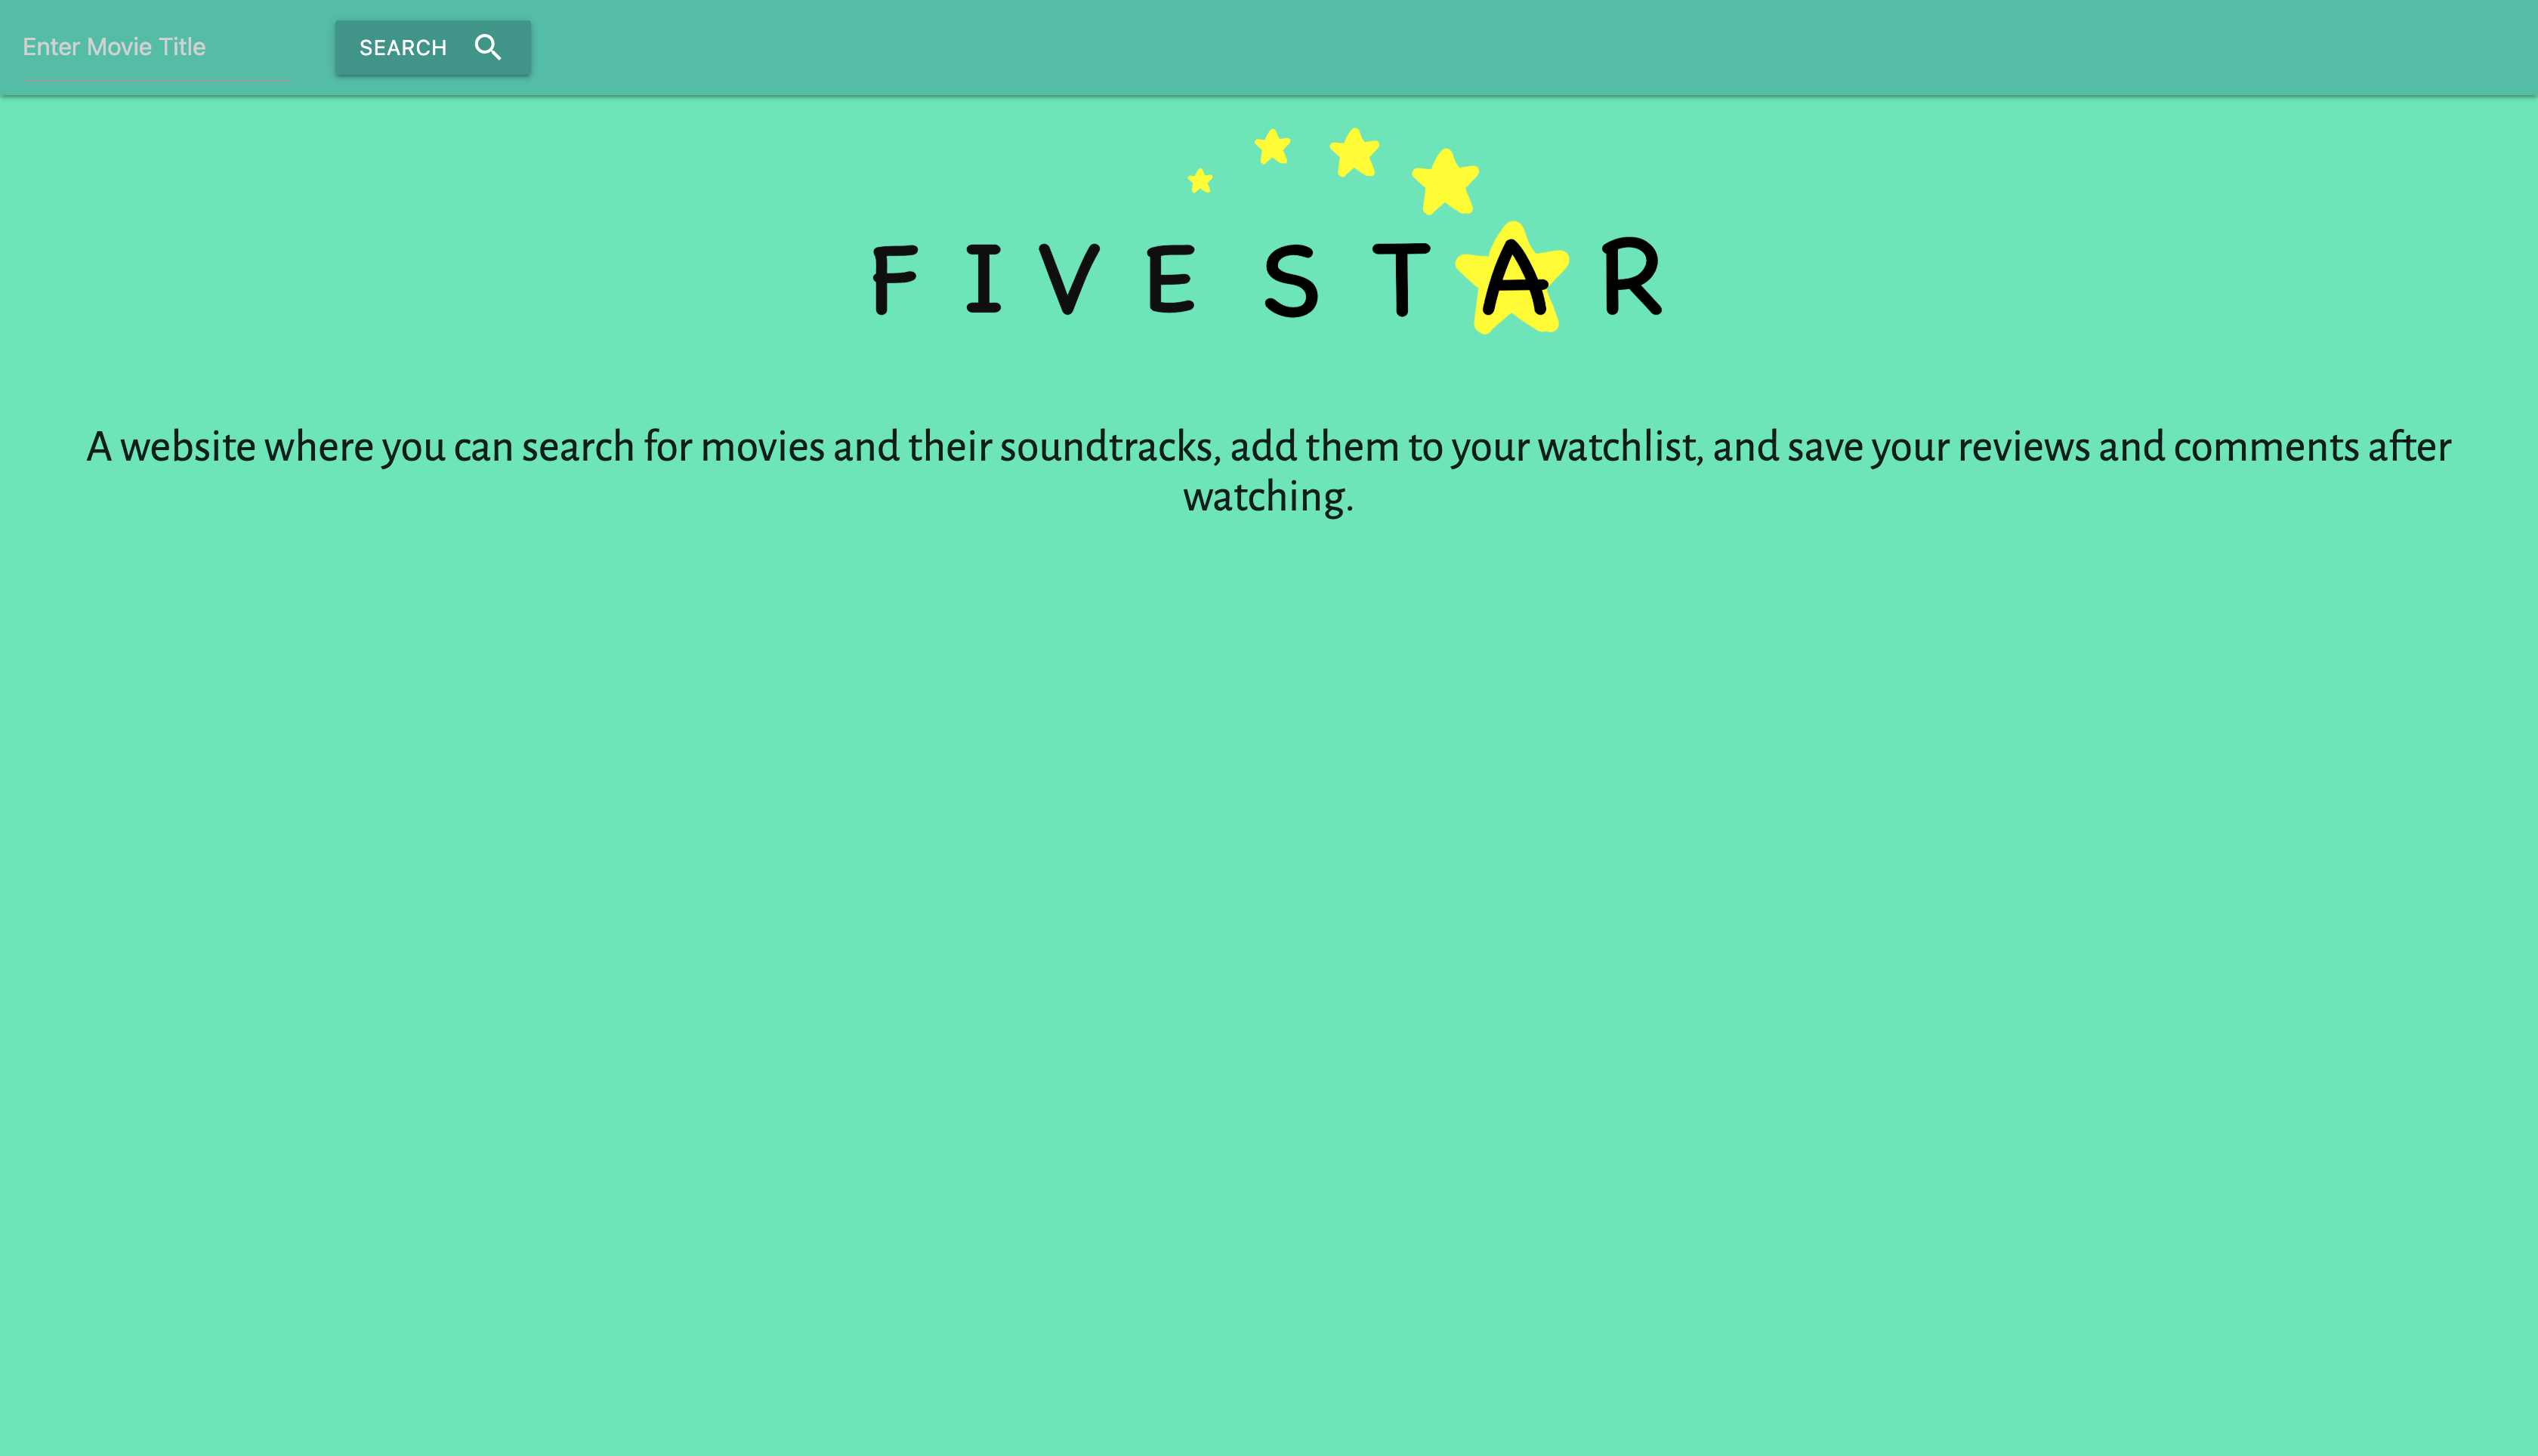 Enter Movie Title
SEARCH
FIVE STAR
A website where you can search for movies and their soundtracks, add them to your watchlist, and save your reviews and comments after
watching.